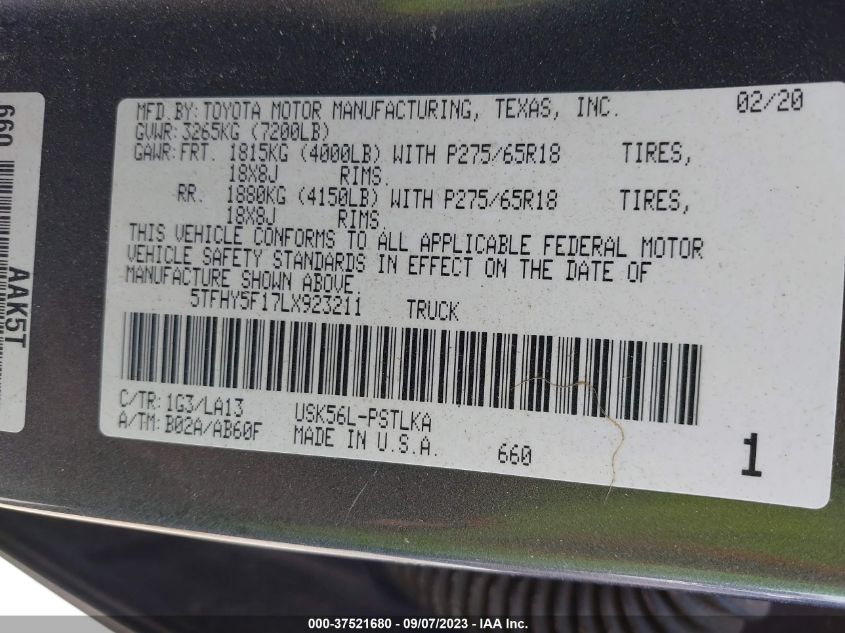 MFD.BY: TOYOTA MOTOR MANUFACTURING, TEXAS, INC. 02/20
GVWR: 3265KG (7200LB)
GAWR: FRT. 1815KG (4000LB) WITH P275/65R18 TIRES,
18X8J RIMS.
RR. 1880KG (4150LB) WITH P275/65R18 TIRES,
18X8J RIMS
THIS VEHICLE CONFORMS TO ALL APPLICABLE FEDERAL MOTOR
VEHICLE SAFETY STANDARDS IN EFFECT ON THE DATE OF
MANUFACTURE SHOWN ABOVE
5TFHY5F17LX923211 TRUCK
C/TR: 1G3/LA13 USK56L-PSTLKA
A/TM: B02A/AB60F MADE IN U.S.A. 660 1
660 AAK5T
000-37521680 - 09/07/2023 - IAA Inc.